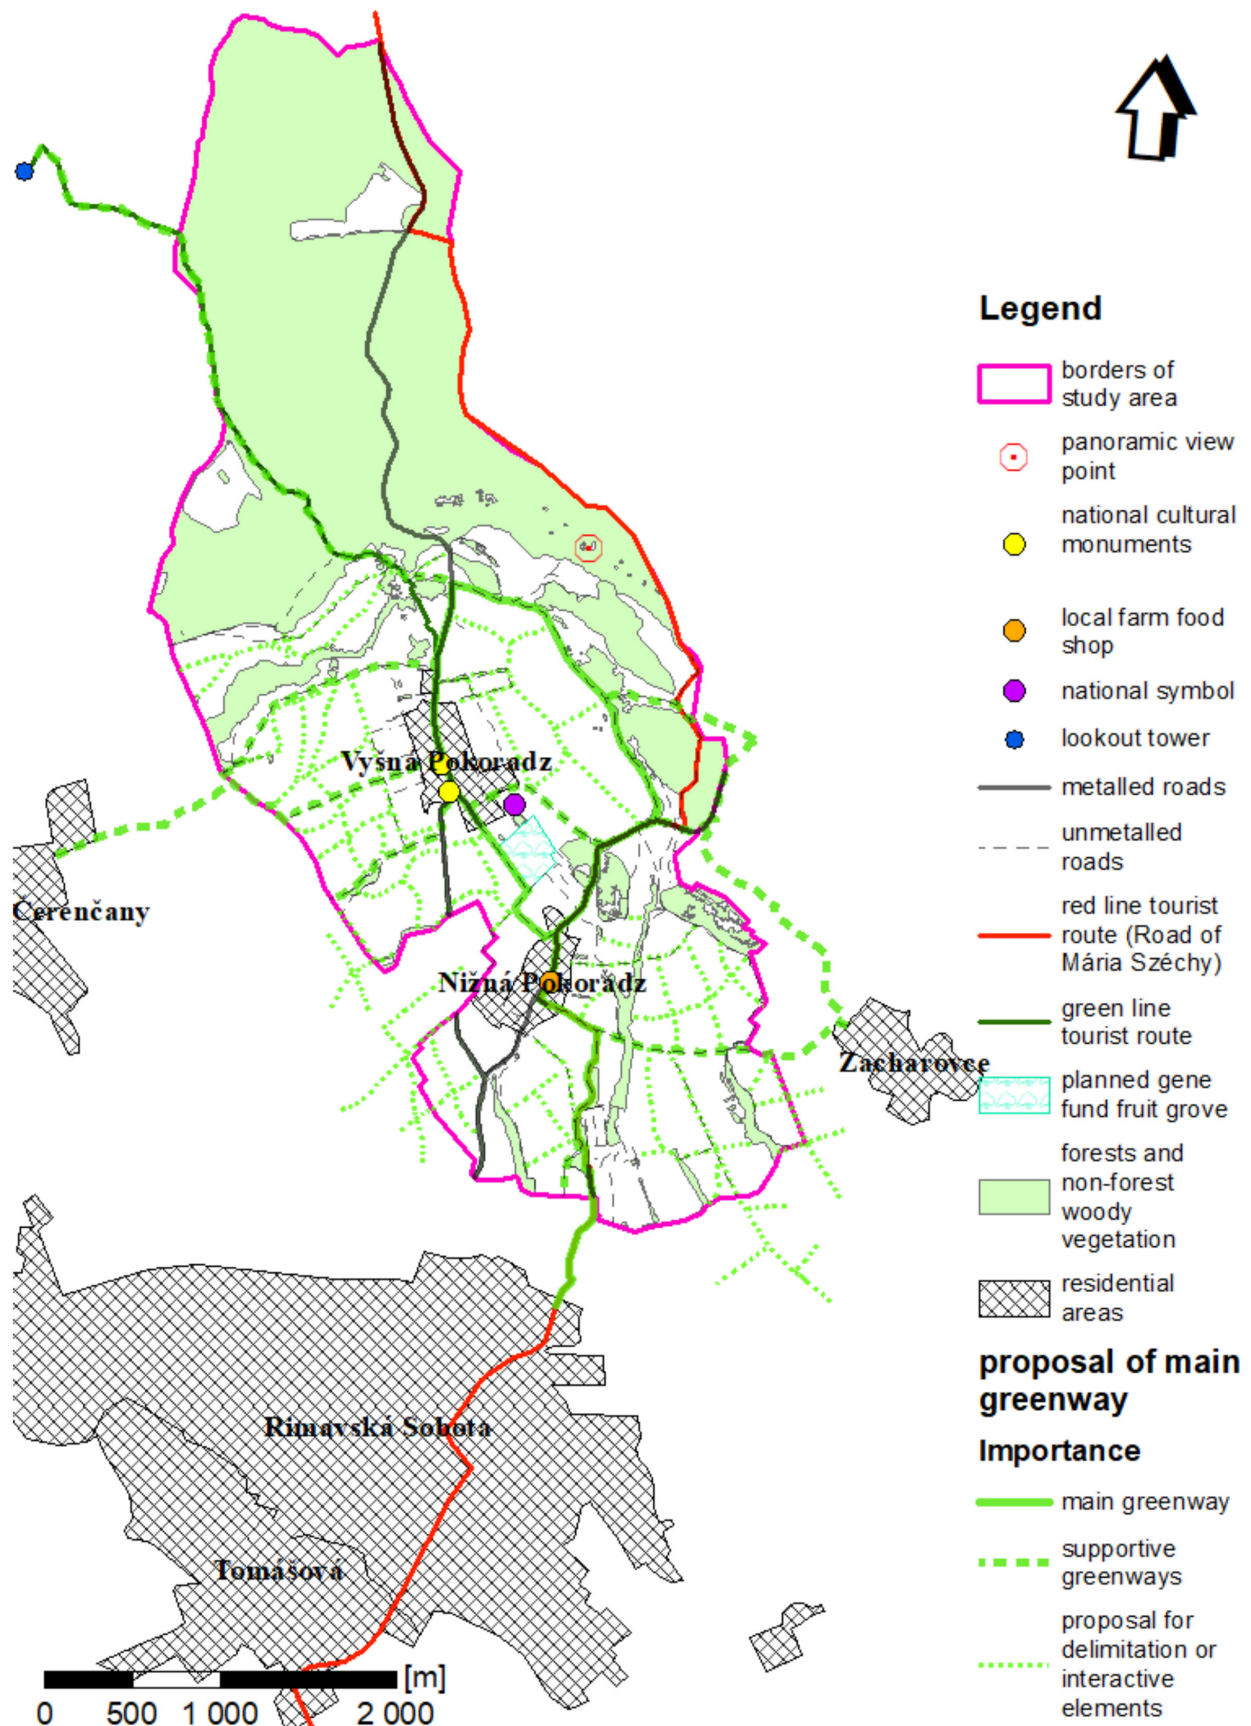 Legend
borders of
study area
panoramic view
point
national cultural
monuments
local farm food
shop
national symbol
lookout tower
metalled roads
unmetalled
roads
red line tourist
route (Road of
Mária Széchy)
green line
tourist route
planned gene
fund fruit grove
forests and
non-forest
woody
vegetation
residential
areas
proposal of main
greenway
Importance
main greenway
supportive
greenways
proposal for
delimitation or
interactive
elements
Vyšná Pokoradz
Čerenčany
Nižná Pokoradz
Zacharovce
Rimavská Sobota
Tomášová
[m]
0 500 1 000 2 000